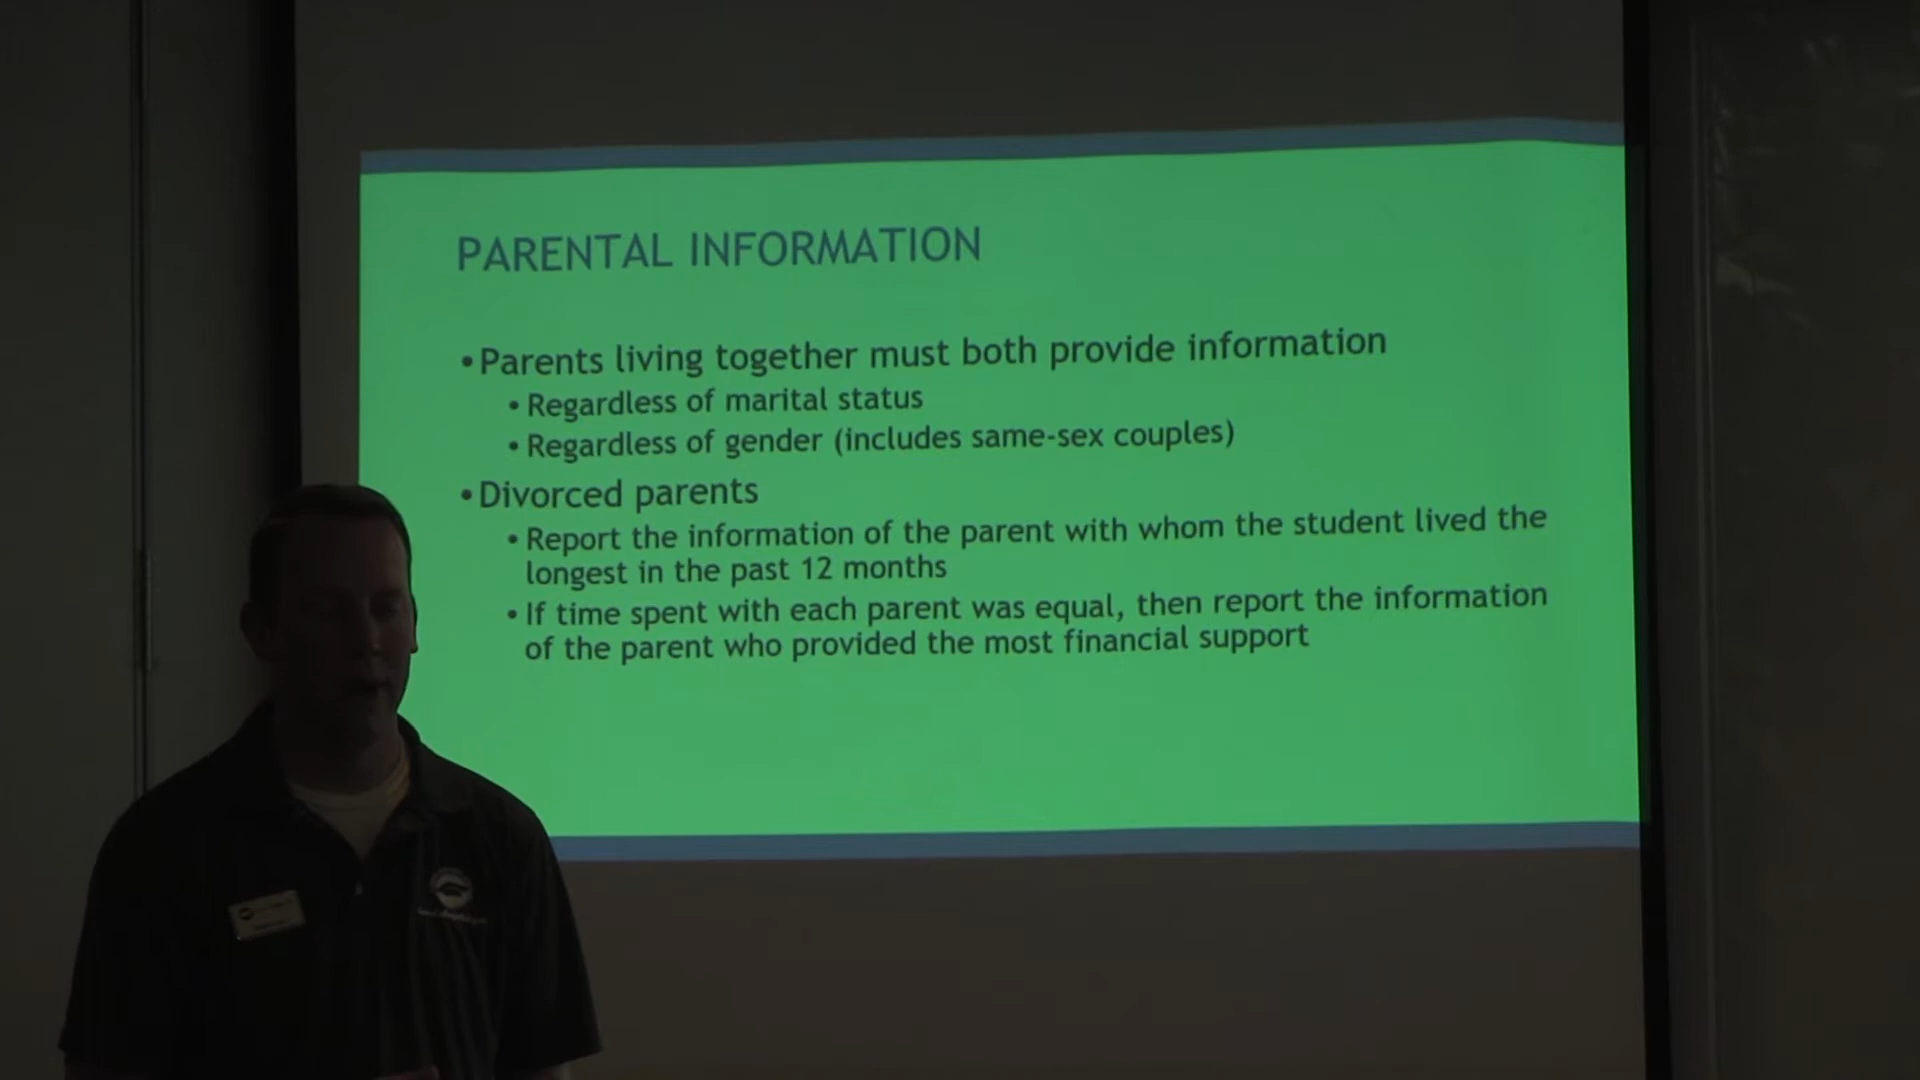 PARENTAL INFORMATION
•Parents living together must both provide information
•Regardless of marital status
•Regardless of gender (includes same-sex couples)
•Divorced parents
•Report the information of the parent with whom the student lived the
longest in the past 12 months
•If time spent with each parent was equal, then report the information
of the parent who provided the most financial support